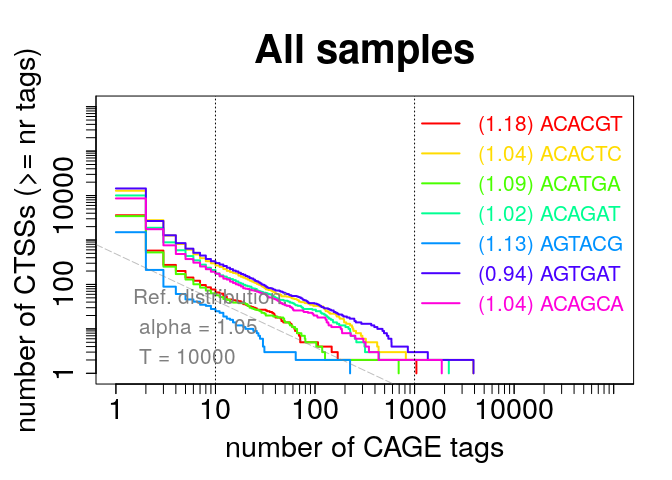 All samples
number of CTSSs (>= nr tags)
10000
100
1
(1.18) ACACGT
(1.04) ACACTC
(1.09) ACATGA
(1.02) ACAGAT
(1.13) AGTACG
(0.94) AGTGAT
(1.04) ACAGCA
Ref. distribution
alpha = 1.05
T = 10000
1 10 100 1000 10000
number of CAGE tags